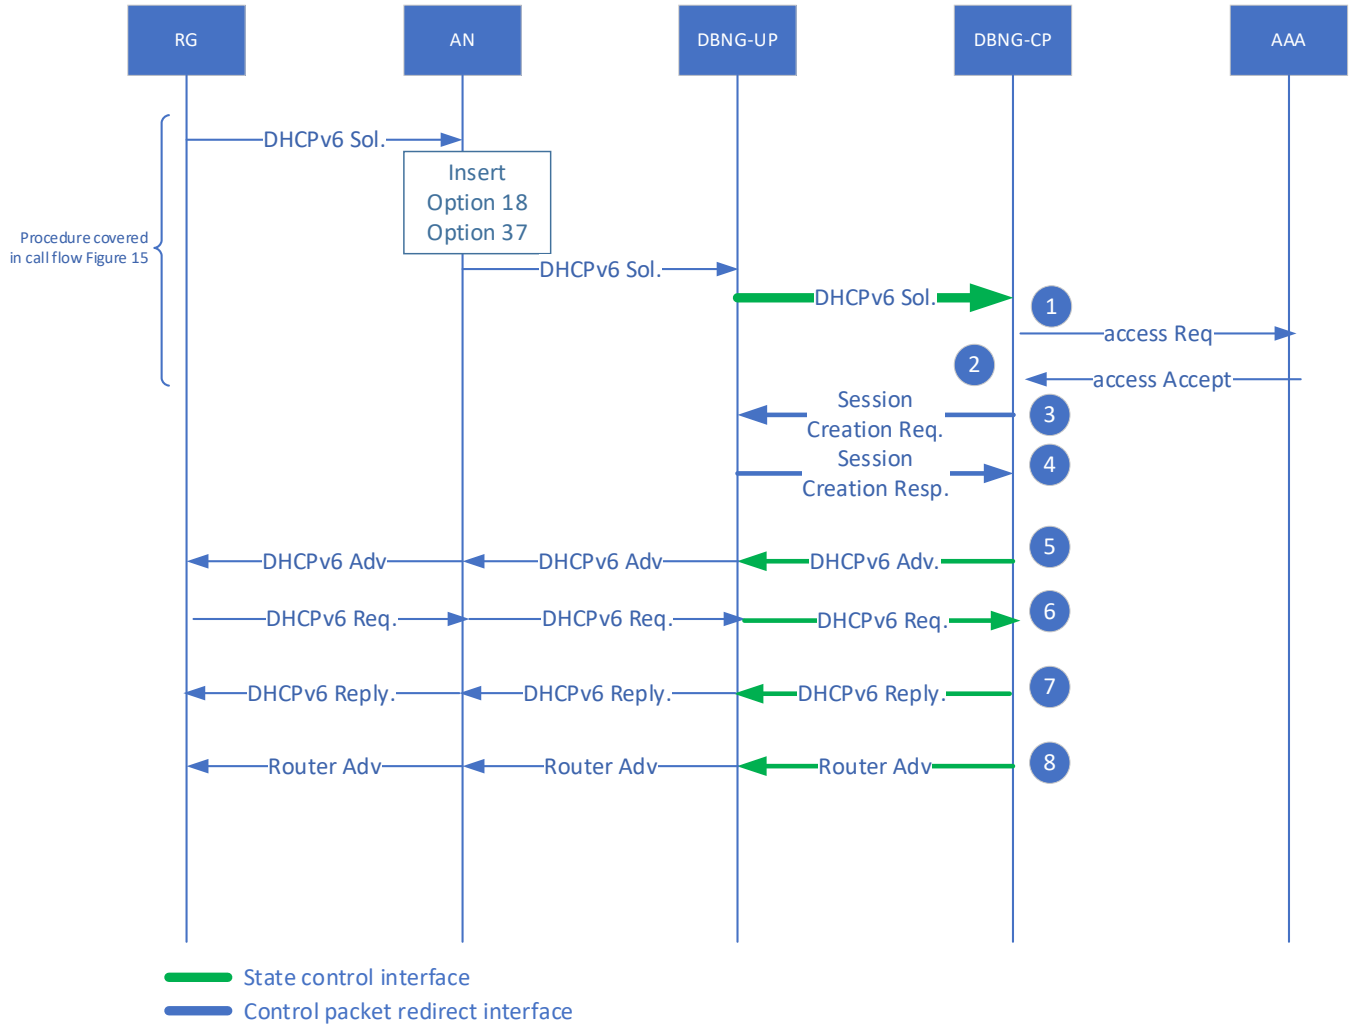 RG
AN
DBNG-UP
DBNG-CP
AAA
DHCPv6 Sol.
Insert
Option 18
Option 37
Procedure covered
in call flow Figure 15
DHCPv6 Sol.
DHCPv6 Sol.
1
access Req
2
access Accept
Session
Creation Req.
3
Session
Creation Resp.
4
DHCPv6 Adv
DHCPv6 Adv
DHCPv6 Adv.
5
DHCPv6 Req.
DHCPv6 Req.
DHCPv6 Req.
6
DHCPv6 Reply.
DHCPv6 Reply.
DHCPv6 Reply.
7
Router Adv
Router Adv
Router Adv
8
State control interface
Control packet redirect interface